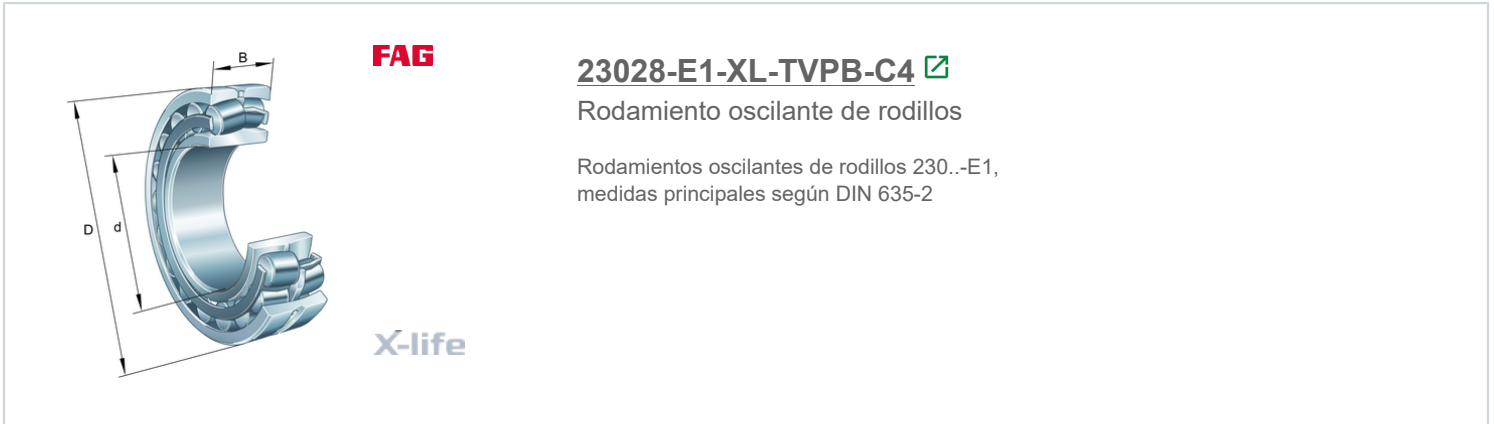 FAG
B
D
d
X-life
23028-E1-XL-TVPB-C4
Rodamiento oscilante de rodillos
Rodamientos oscilantes de rodillos 230..-E1,
medidas principales según DIN 635-2